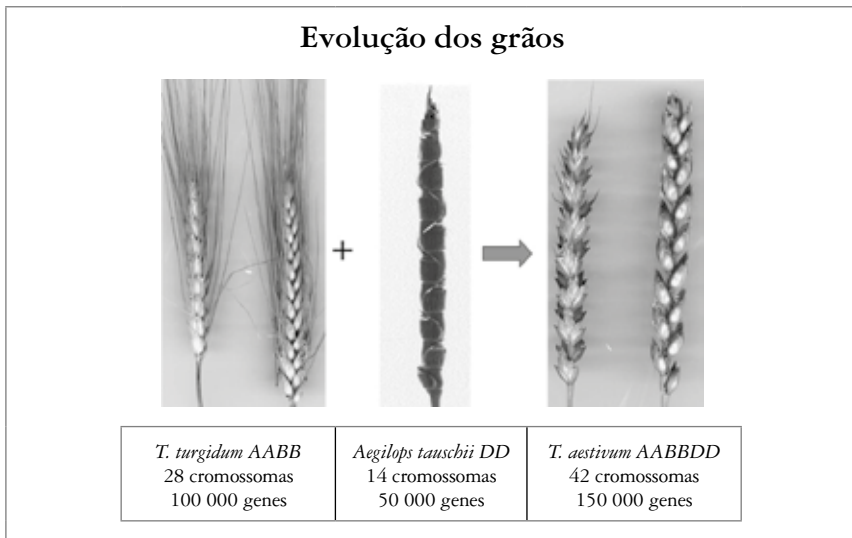 Evolução dos grãos
+
T. turgidum AABB
28 cromossomas
100 000 genes
Aegilops tauschii DD
14 cromossomas
50 000 genes
T. aestivum AABBDD
42 cromossomas
150 000 genes